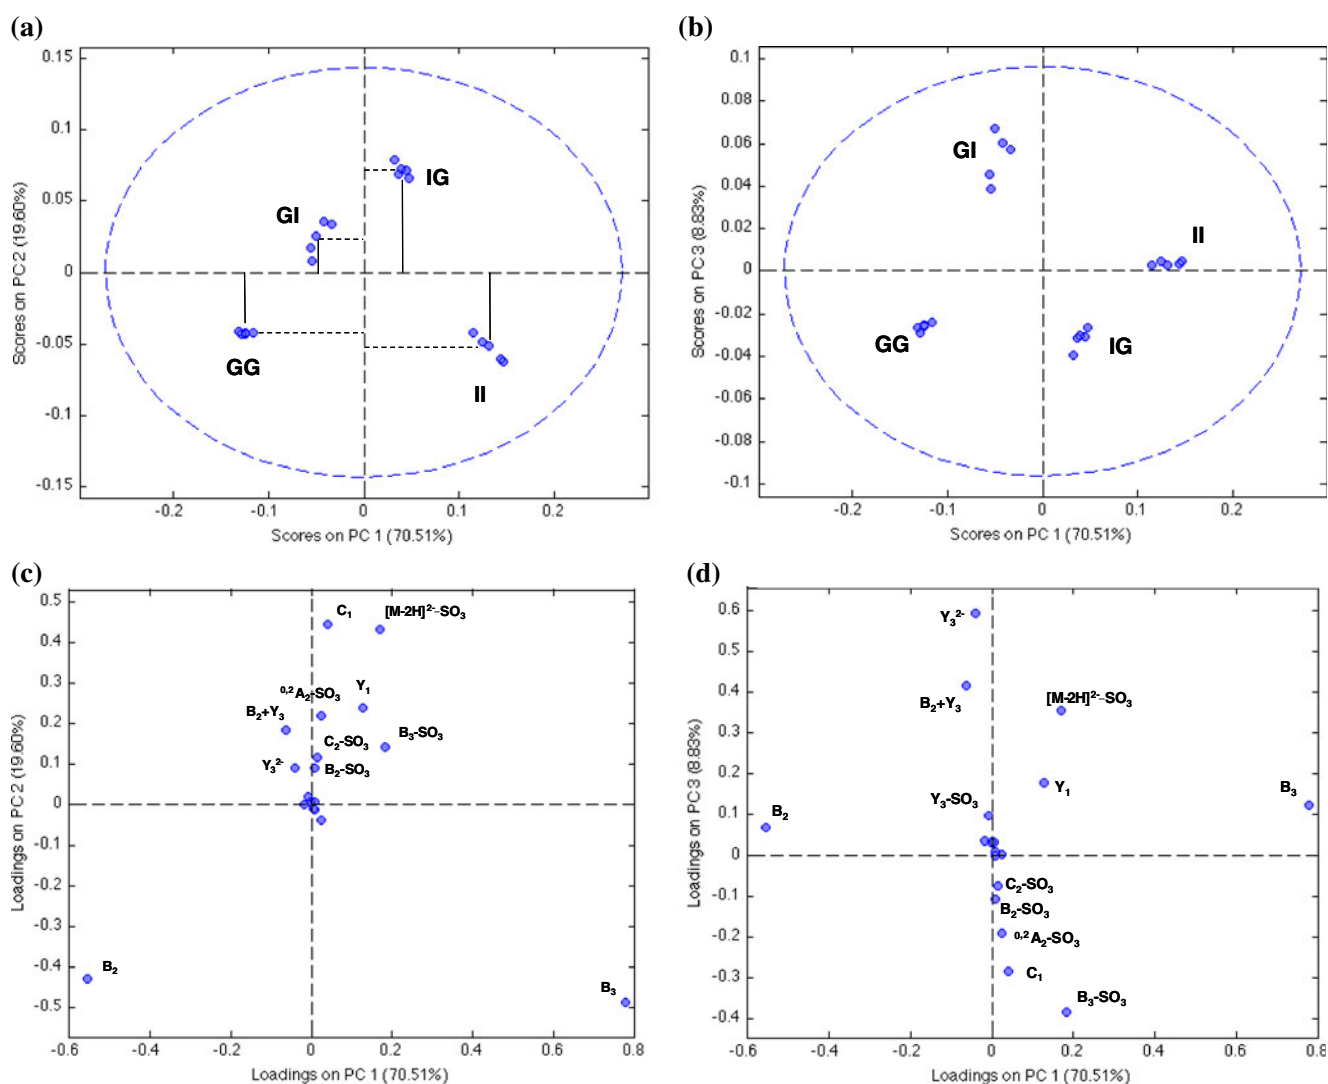 (a)
0.15
0.1
0.05
0
-0.05
-0.1
-0.15
Scores on PC 2 (19.60%)
GI
IG
GG
II
-0.2 -0.1 0 0.1 0.2
Scores on PC 1 (70.51%)
(b)
0.1
0.08
0.06
0.04
0.02
0
-0.02
-0.04
-0.06
-0.08
-0.1
Scores on PC 3 (8.83%)
GI
II
GG
IG
-0.2 -0.1 0 0.1 0.2
Scores on PC 1 (70.51%)
(c)
0.5
0.4
0.3
0.2
0.1
0
-0.1
-0.2
-0.3
-0.4
-0.5
Loadings on PC 2 (19.60%)
C₁ [M-2H]²⁻-SO₃
⁰,²A₂-SO₃ Y₁
B₂+Y₃
C₂-SO₃ B₃-SO₃
Y₃²⁻ B₂-SO₃
B₂
B₃
-0.6 -0.4 -0.2 0 0.2 0.4 0.6 0.8
Loadings on PC 1 (70.51%)
(d)
0.6
0.5
0.4
0.3
0.2
0.1
0
-0.1
-0.2
-0.3
-0.4
Loadings on PC 3 (8.83%)
Y₃²⁻
B₂+Y₃ [M-2H]²⁻-SO₃
Y₃-SO₃ Y₁
B₂ B₃
C₂-SO₃
B₂-SO₃
⁰,²A₂-SO₃
C₁
B₃-SO₃
-0.6 -0.4 -0.2 0 0.2 0.4 0.6 0.8
Loadings on PC 1 (70.51%)